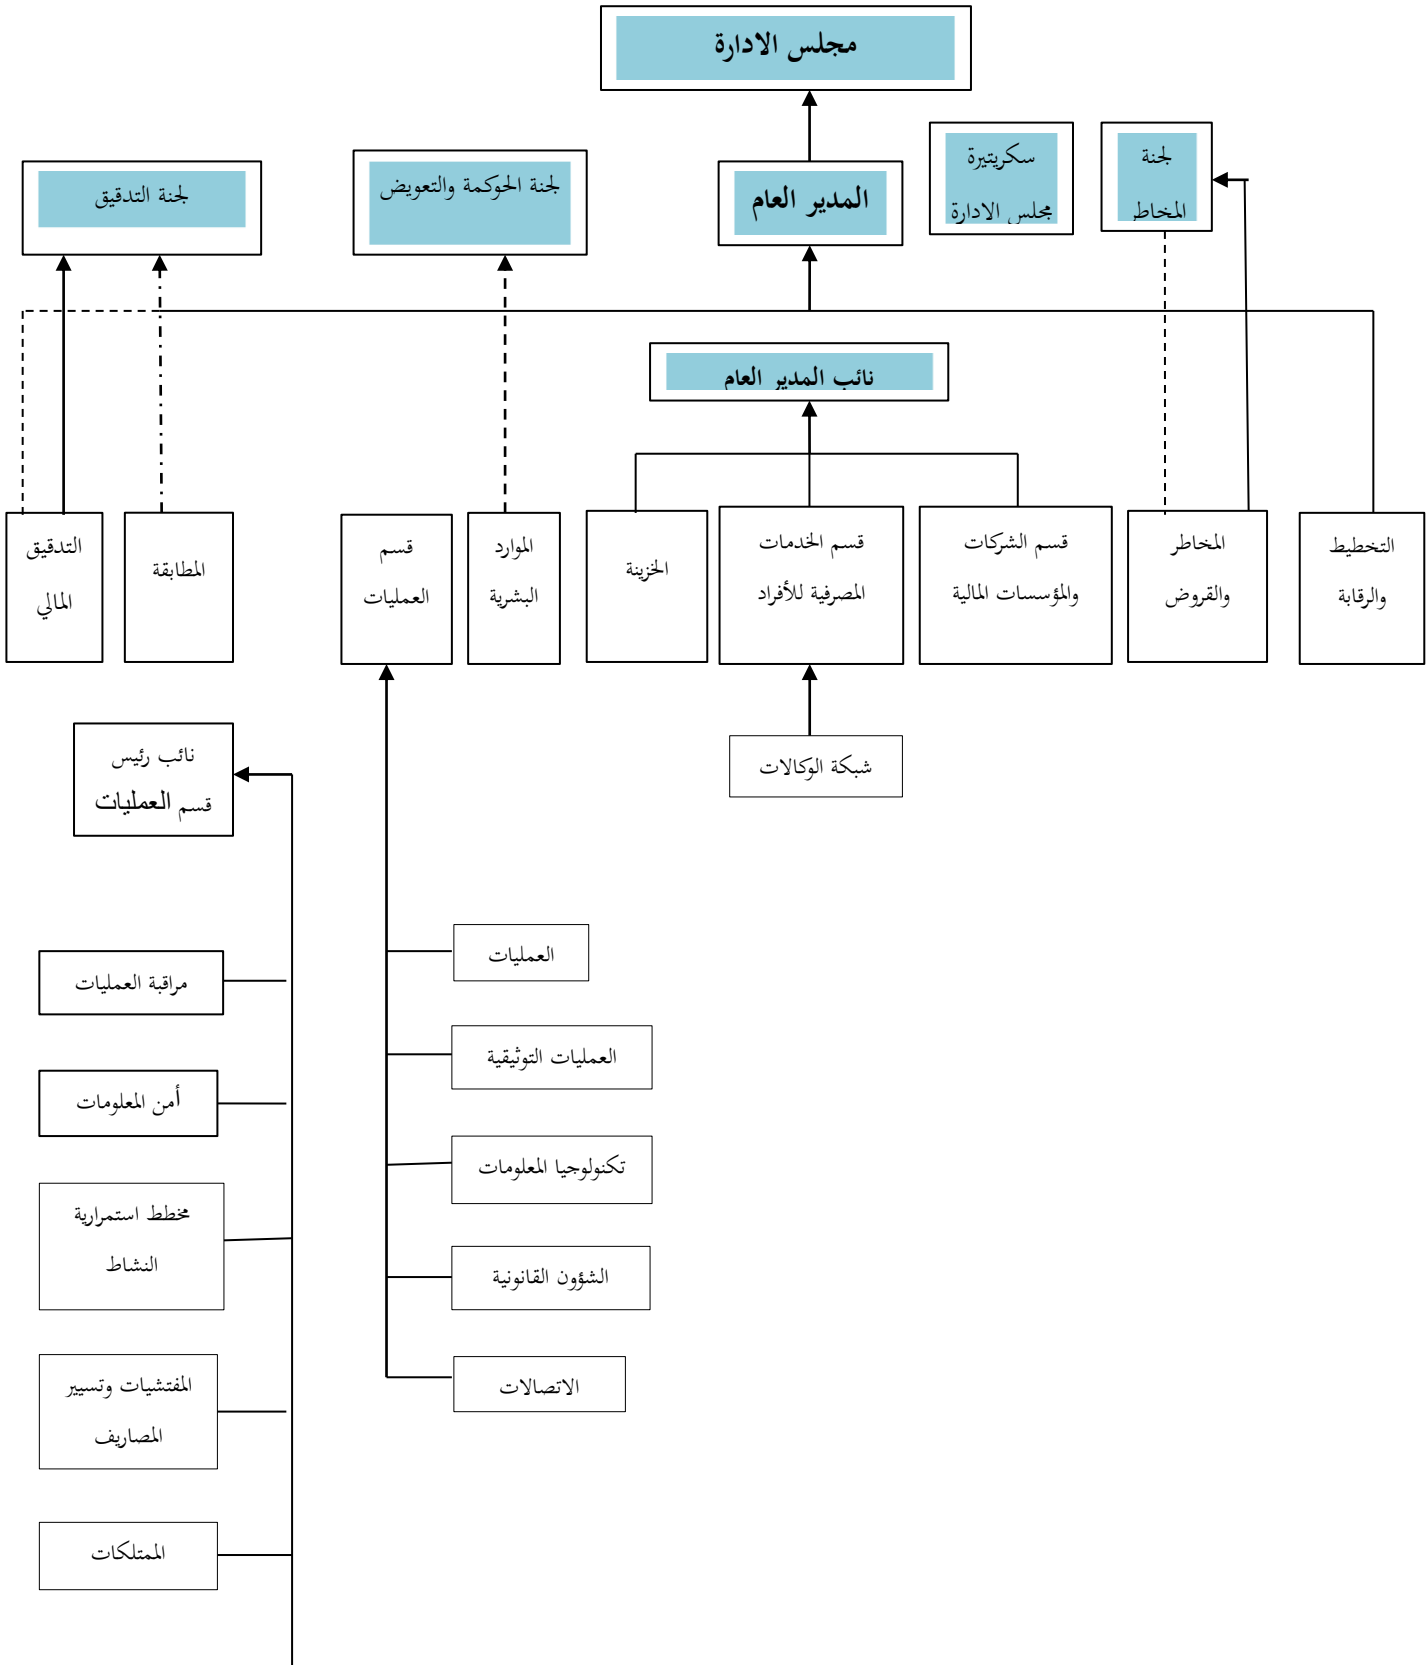 مجلس الادارة
سكريتيرة
مجلس الادارة
لجنة
المخاطر
المدير العام
لجنة الحوكمة والتعويض
لجنة التدقيق
نائب المدير العام
التخطيط
والرقابة
المخاطر
والقروض
قسم الشركات
والمؤسسات المالية
قسم الخدمات
المصرفية للأفراد
الخزينة
الموارد
البشرية
قسم
العمليات
المطابقة
التدقيق
المالي
شبكة الوكالات
نائب رئيس
قسم العمليات
العمليات
العمليات التوثيقية
تكنولوجيا المعلومات
الشؤون القانونية
الاتصالات
مراقبة العمليات
أمن المعلومات
مخطط استمرارية
النشاط
المفتشيات وتسيير
المصاريف
الممتلكات